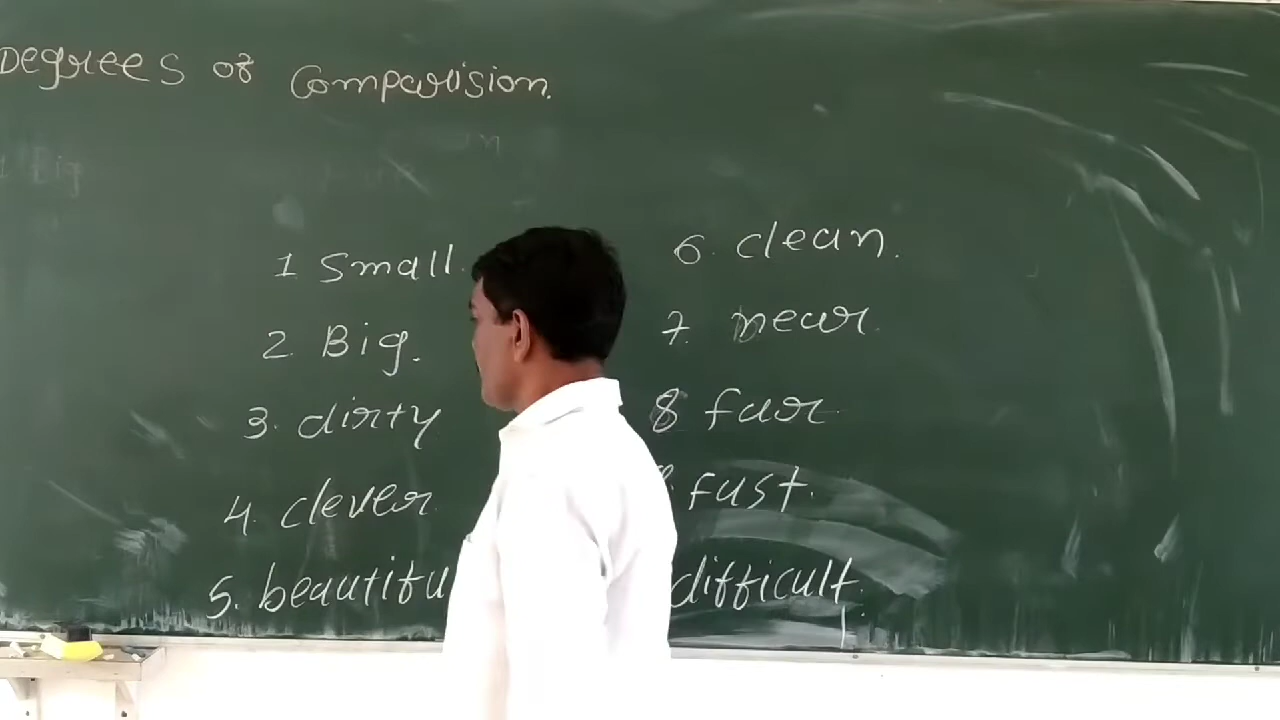 Degrees of Comparision.
1 Small.
2 Big.
3. dirty
4. clever.
5. beautifu
6. clean.
7. near.
8 far.
fast.
difficult.